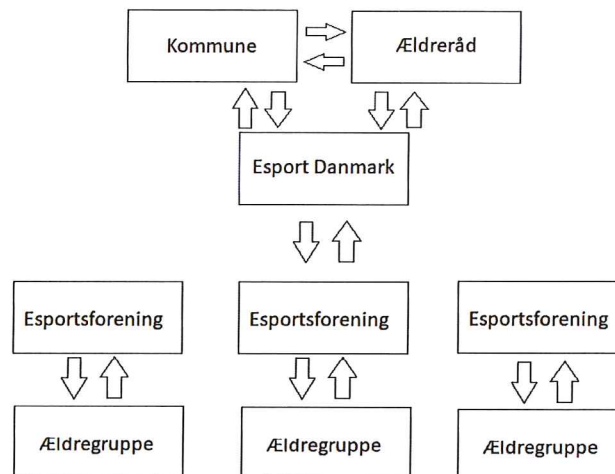 Kommune
Ældreråd
Esport Danmark
Esportsforening
Esportsforening
Esportsforening
Ældregruppe
Ældregruppe
Ældregruppe